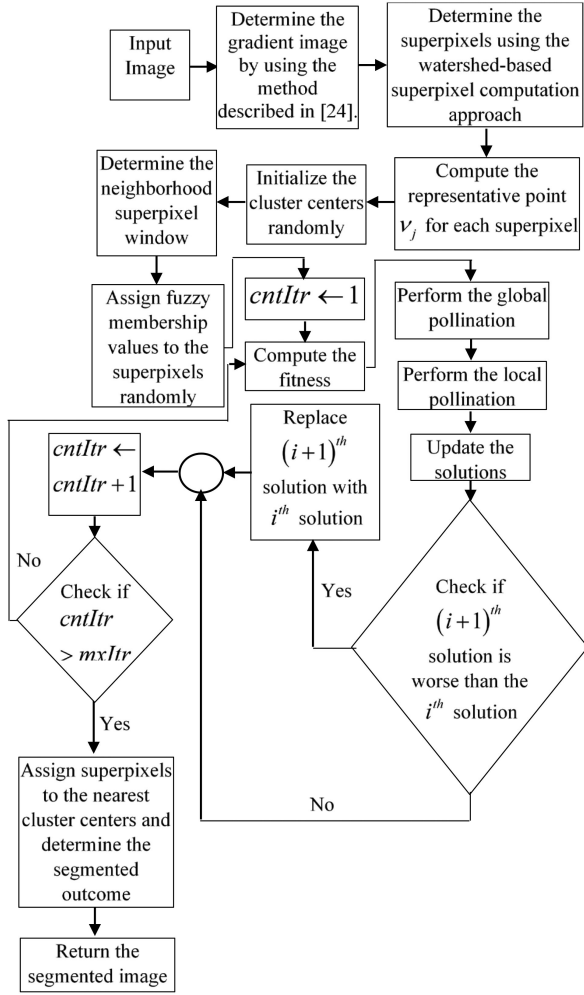 Input
Image
Determine the
gradient image
by using the
method
described in [24].
Determine the
superpixels using the
watershed-based
superpixel computation
approach
Compute the
representative point
ν_j for each superpixel
Initialize the
cluster centers
randomly
Determine the
neighborhood
superpixel
window
Assign fuzzy
membership
values to the
superpixels
randomly
cntItr ← 1
Compute the
fitness
Perform the global
pollination
Perform the local
pollination
Update the
solutions
Check if
(i+1)^th
solution is
worse than the
i^th solution
Yes
No
Replace
(i+1)^th
solution with
i^th solution
cntItr ←
cntItr +1
Check if
cntItr
> mxItr
No
Yes
Assign superpixels
to the nearest
cluster centers and
determine the
segmented
outcome
Return the
segmented image